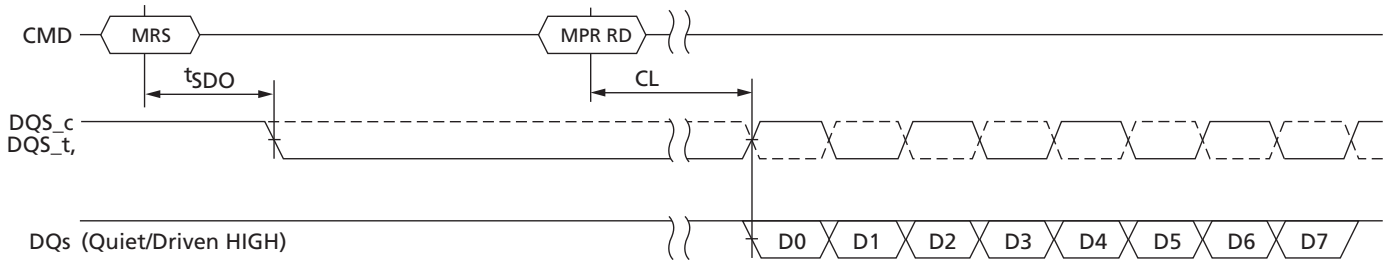 CMD MRS MPR RD
tSDO CL
DQS_c
DQS_t,
DQs (Quiet/Driven HIGH) D0 D1 D2 D3 D4 D5 D6 D7